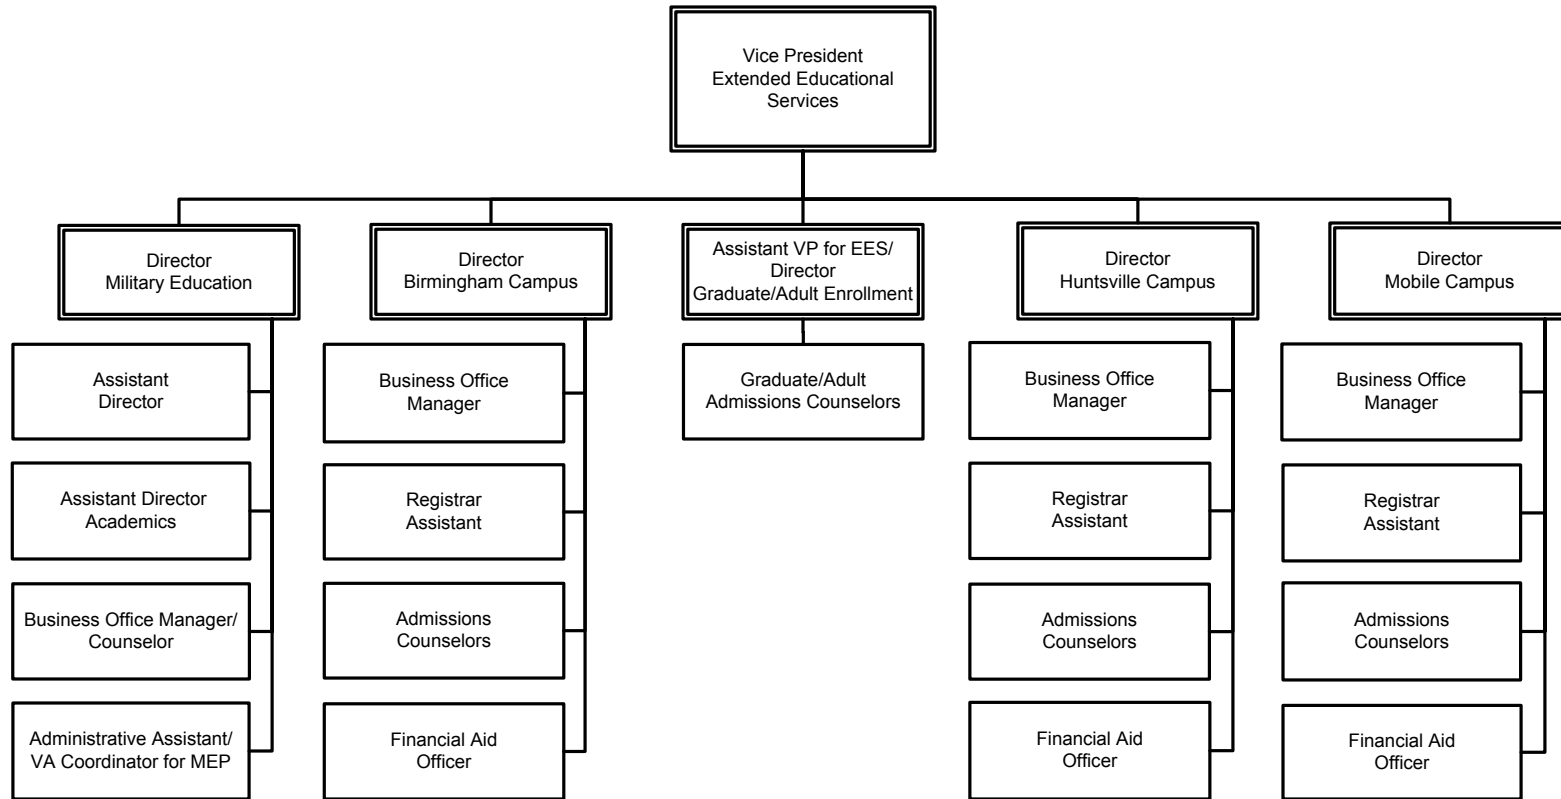 Vice President
Extended Educational
Services
Director
Military Education
Director
Birmingham Campus
Assistant VP for EES/
Director
Graduate/Adult Enrollment
Director
Huntsville Campus
Director
Mobile Campus
Assistant
Director
Assistant Director
Academics
Business Office Manager/
Counselor
Administrative Assistant/
VA Coordinator for MEP
Business Office
Manager
Registrar
Assistant
Admissions
Counselors
Financial Aid
Officer
Graduate/Adult
Admissions Counselors
Business Office
Manager
Registrar
Assistant
Admissions
Counselors
Financial Aid
Officer
Business Office
Manager
Registrar
Assistant
Admissions
Counselors
Financial Aid
Officer